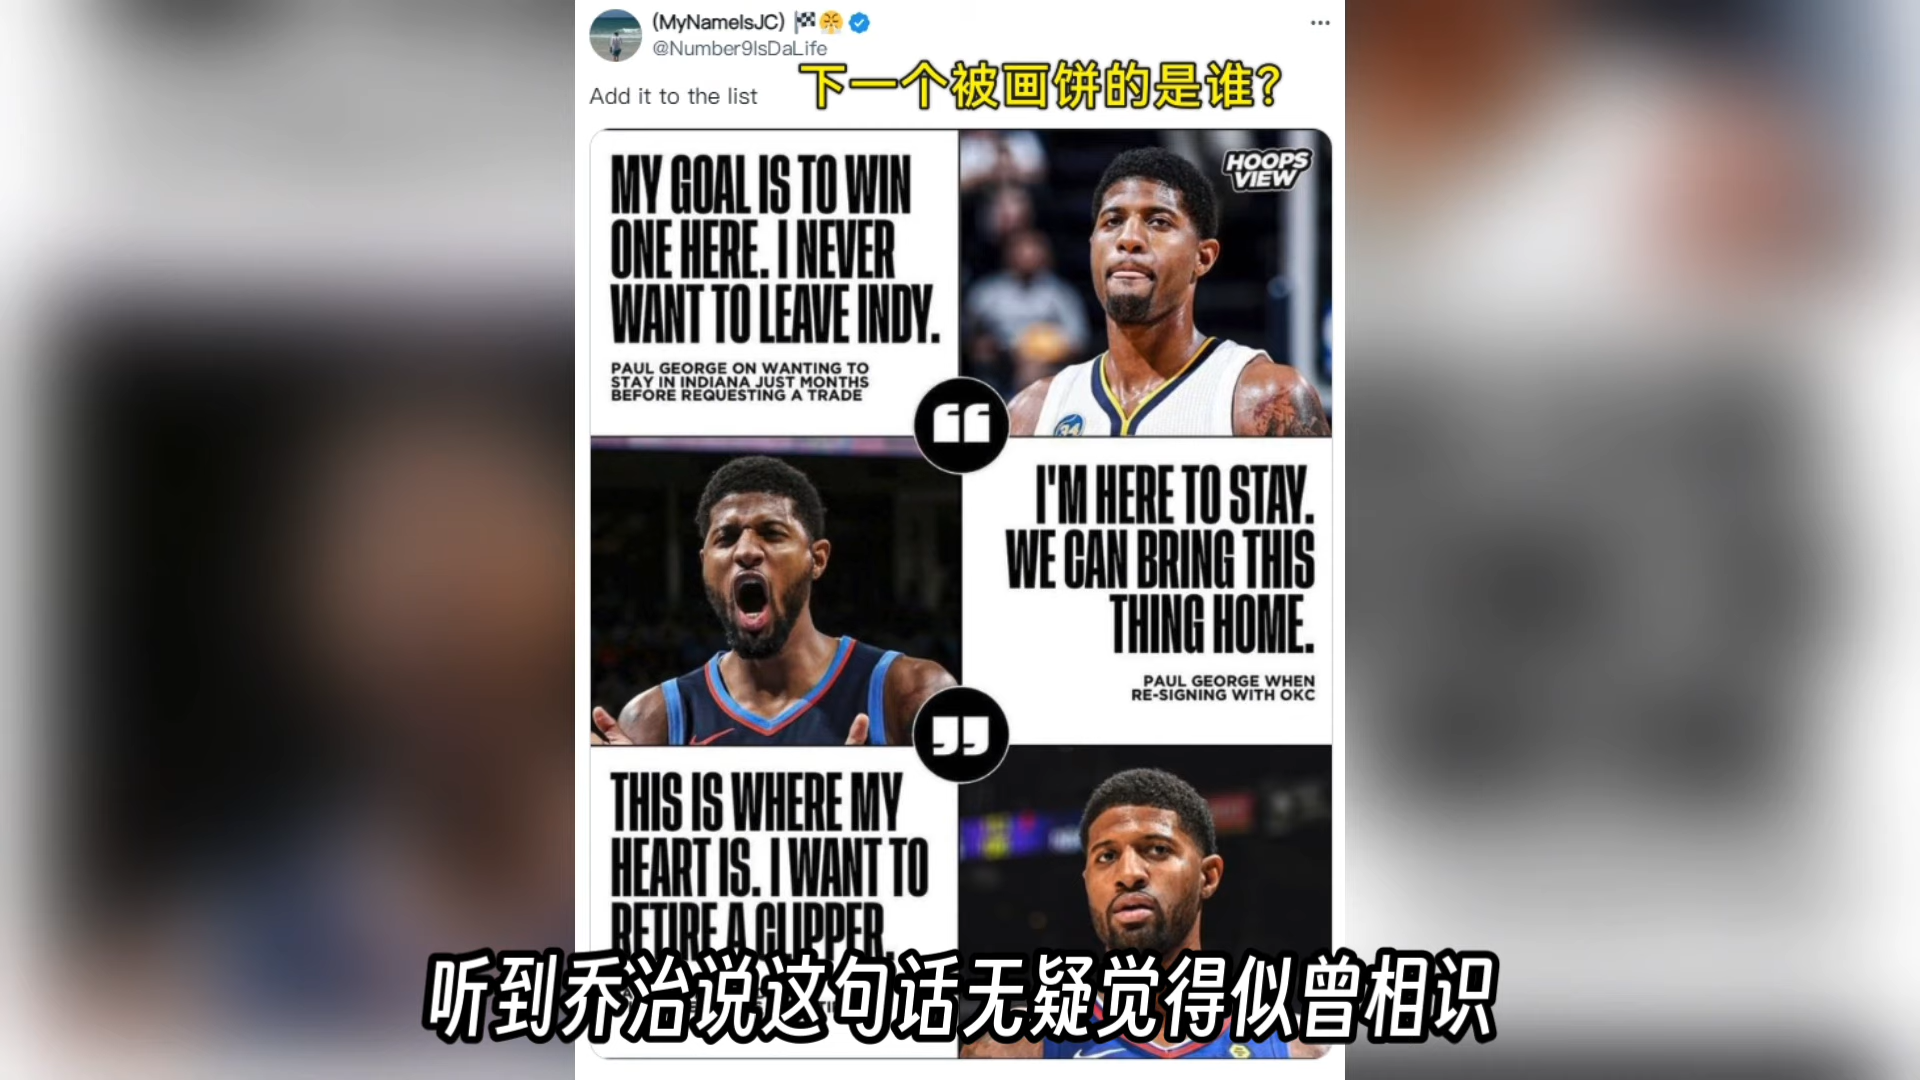 (MyNameIsJC)
@Number9IsDaLife
Add it to the list
下一个被画饼的是谁?
HOOPS
VIEW
MY GOAL IS TO WIN
ONE HERE. I NEVER
WANT TO LEAVE INDY.
PAUL GEORGE ON WANTING TO
STAY IN INDIANA JUST MONTHS
BEFORE REQUESTING A TRADE
I'M HERE TO STAY.
WE CAN BRING THIS
THING HOME.
PAUL GEORGE WHEN
RE-SIGNING WITH OKC
THIS IS WHERE MY
HEART IS. I WANT TO
RETIRE A CLIPPER.
听到乔治说这句话无疑觉得似曾相识